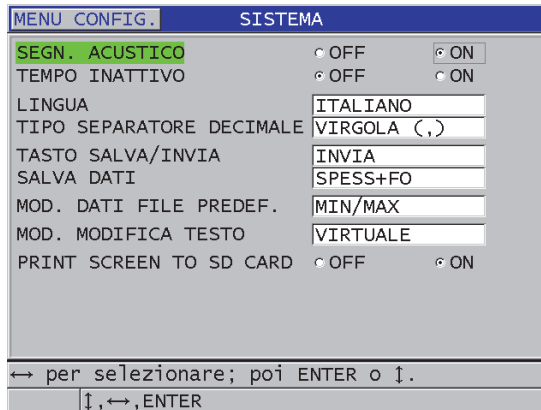 MENU CONFIG. SISTEMA
SEGN. ACUSTICO OFF ON
TEMPO INATTIVO OFF ON
LINGUA ITALIANO
TIPO SEPARATORE DECIMALE VIRGOLA (,)
TASTO SALVA/INVIA INVIA
SALVA DATI SPESS+FO
MOD. DATI FILE PREDEF. MIN/MAX
MOD. MODIFICA TESTO VIRTUALE
PRINT SCREEN TO SD CARD OFF ON
↔ per selezionare; poi ENTER o ↕.
↕,↔,ENTER